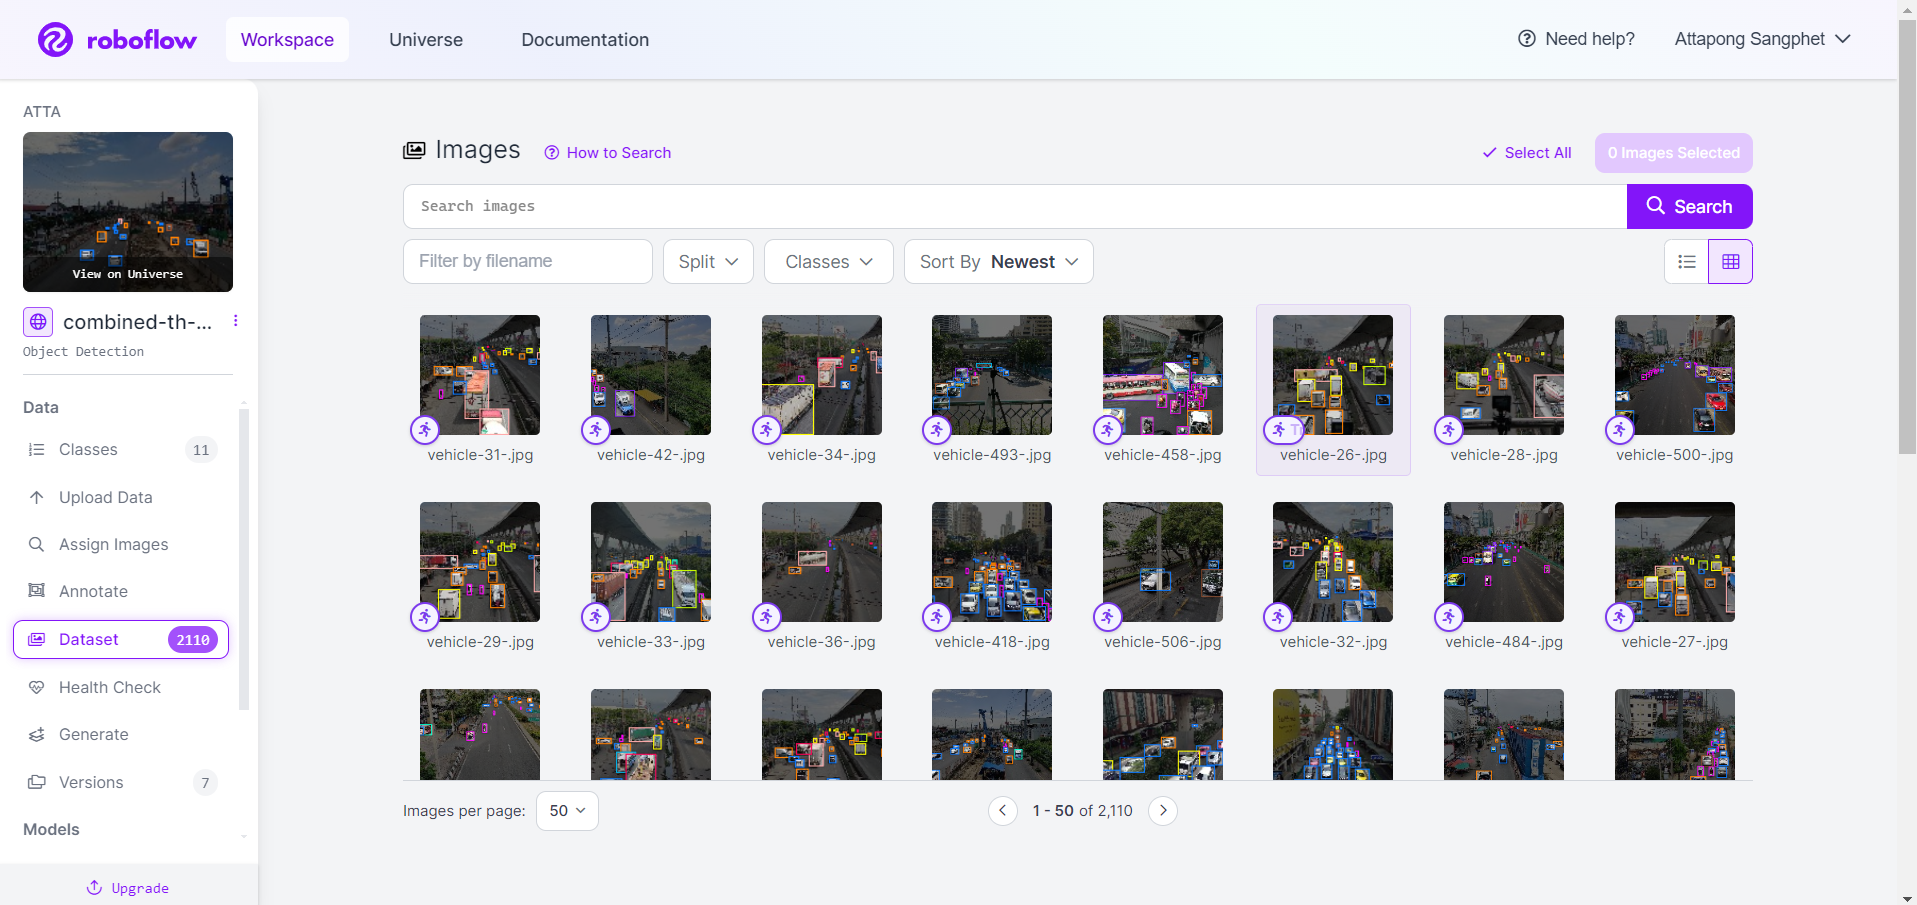 roboflow
Workspace
Universe
Documentation
Need help?
Attapong Sangphet
ATTA
View on Universe
combined-th-...
Object Detection
Data
Classes 11
Upload Data
Assign Images
Annotate
Dataset 2110
Health Check
Generate
Versions 7
Models
Upgrade
Images
How to Search
Select All
0 Images Selected
Search images
Search
Filter by filename
Split
Classes
Sort By Newest
vehicle-31-.jpg
vehicle-42-.jpg
vehicle-34-.jpg
vehicle-493-.jpg
vehicle-458-.jpg
vehicle-26-.jpg
vehicle-28-.jpg
vehicle-500-.jpg
vehicle-29-.jpg
vehicle-33-.jpg
vehicle-36-.jpg
vehicle-418-.jpg
vehicle-506-.jpg
vehicle-32-.jpg
vehicle-484-.jpg
vehicle-27-.jpg
Images per page: 50
1 - 50 of 2,110